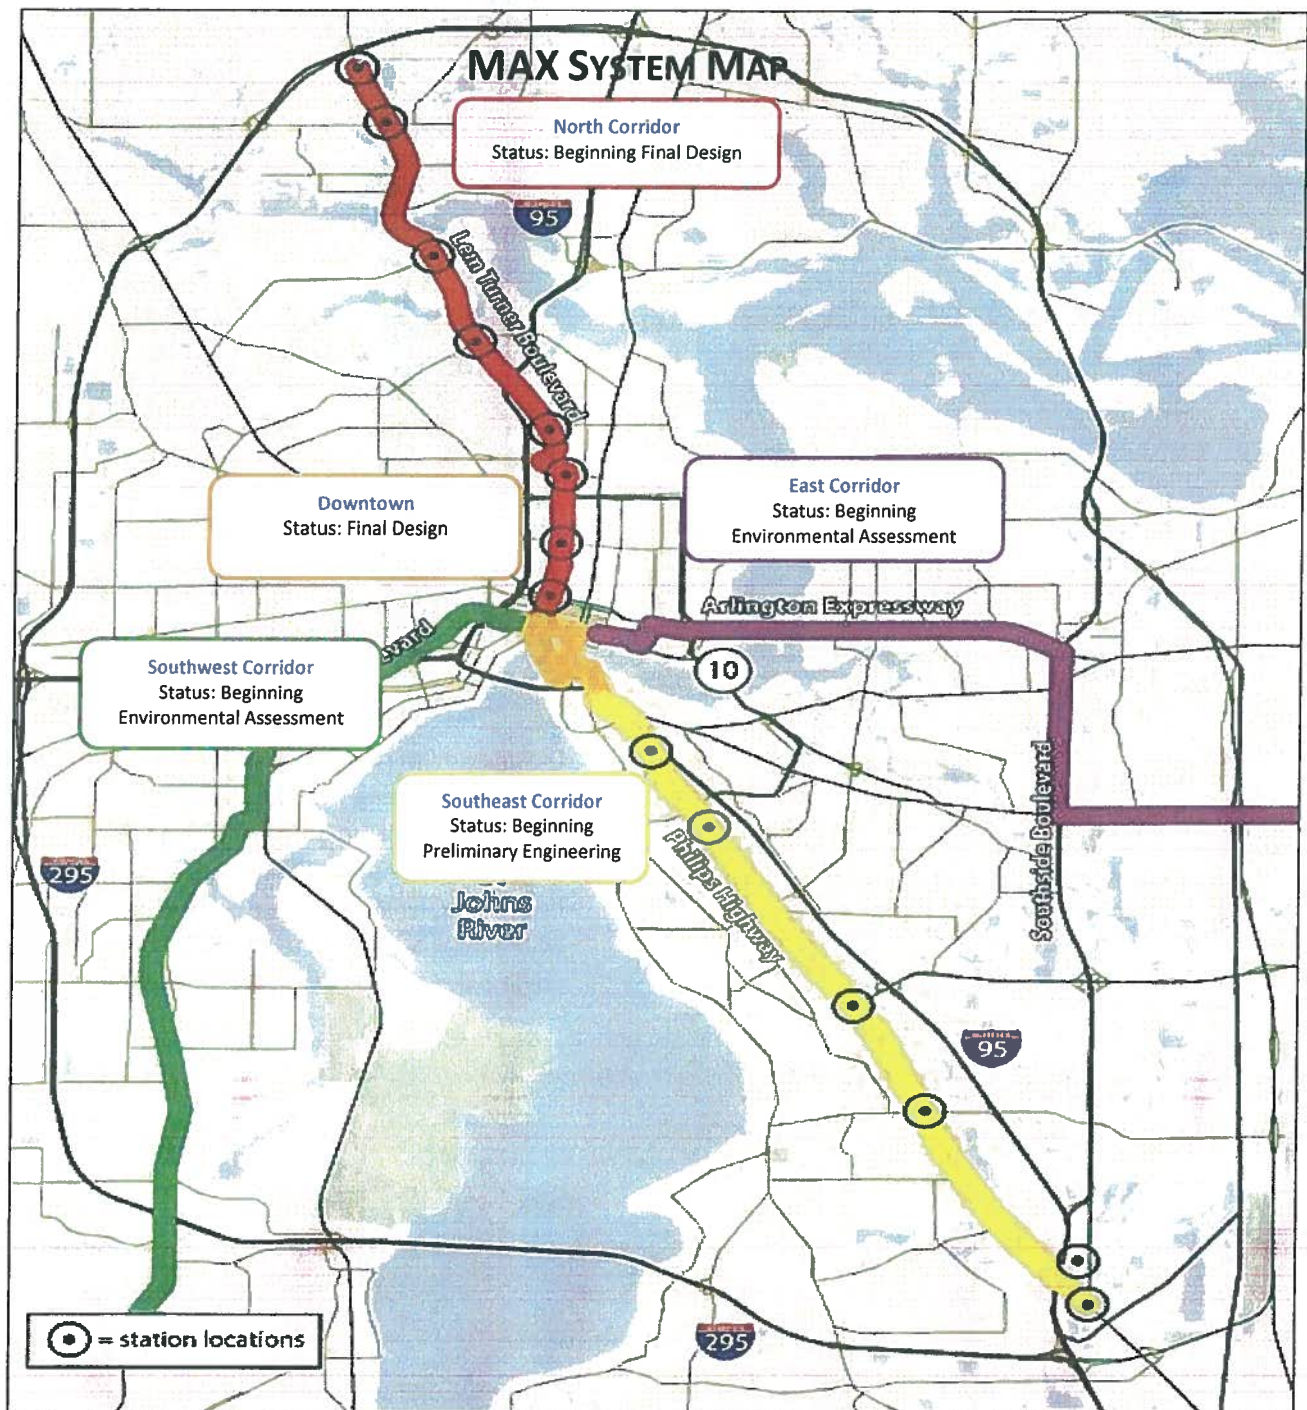 MAX SYSTEM MAP
North Corridor
Status: Beginning Final Design
95
Lem Turner Boulevard
Downtown
Status: Final Design
East Corridor
Status: Beginning
Environmental Assessment
Arlington Expressway
evard
10
Southwest Corridor
Status: Beginning
Environmental Assessment
Southeast Corridor
Status: Beginning
Preliminary Engineering
Philips Highway
Southside Boulevard
295
Johns
River
95
= station locations
295